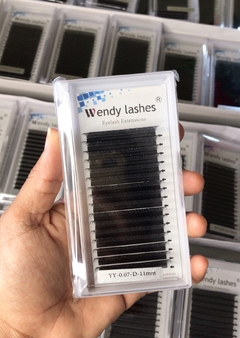 Wendy lashes®
Eyelash Extensions
YY-0.07-D-11mm